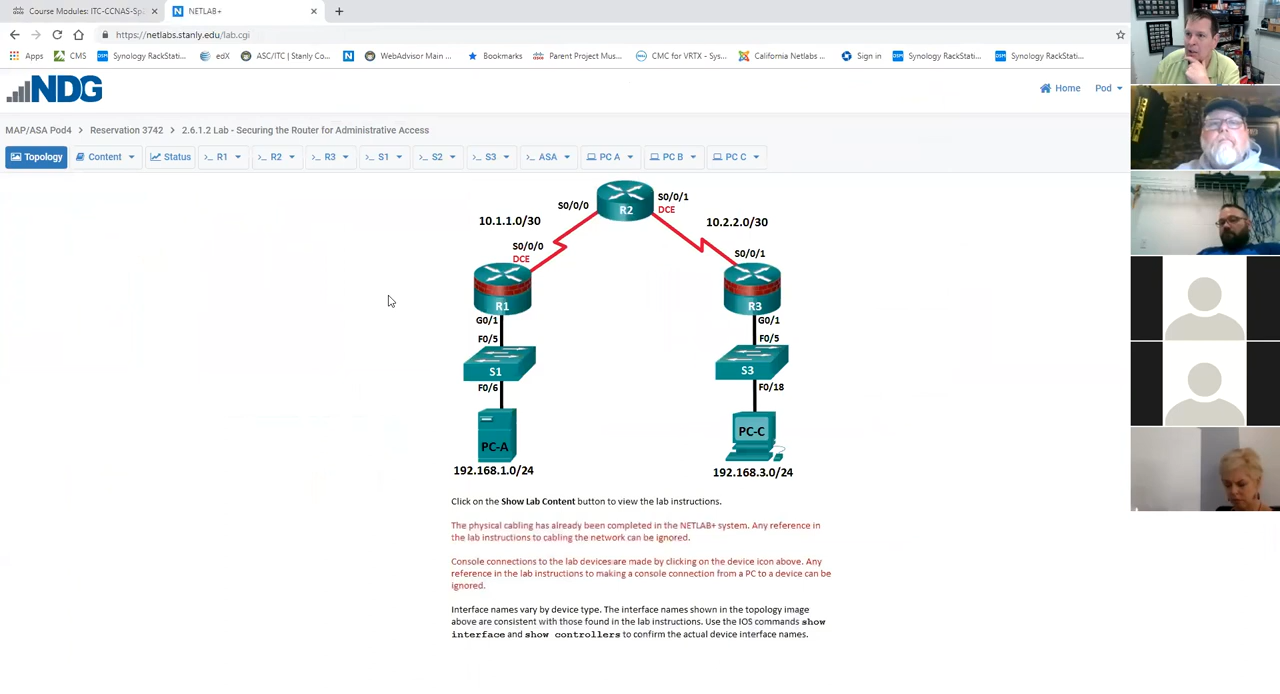 Course Modules: ITC-CCNAS-Sp
NETLAB+
https://netlabs.stanly.edu/lab.cgi
Apps CMS Synology RackStati... edX ASC/ITC | Stanly Co... WebAdvisor Main ... Bookmarks Parent Project Mus... CMC for VRTX - Sys... California Netlabs ... Sign in Synology RackStati... Synology RackStati...
NDG
Home Pod
MAP/ASA Pod4 > Reservation 3742 > 2.6.1.2 Lab - Securing the Router for Administrative Access
Topology Content Status R1 R2 R3 S1 S2 S3 ASA PC A PC B PC C
S0/0/0 R2 S0/0/1
DCE
10.1.1.0/30 10.2.2.0/30
S0/0/0
DCE
S0/0/1
R1 R3
G0/1 G0/1
F0/5 F0/5
S1 S3
F0/6 F0/18
PC-A PC-C
192.168.1.0/24 192.168.3.0/24
Click on the Show Lab Content button to view the lab instructions.
The physical cabling has already been completed in the NETLAB+ system. Any reference in
the lab instructions to cabling the network can be ignored.
Console connections to the lab devices are made by clicking on the device icon above. Any
reference in the lab instructions to making a console connection from a PC to a device can be
ignored.
Interface names vary by device type. The interface names shown in the topology image
above are consistent with those found in the lab instructions. Use the IOS commands show
interface and show controllers to confirm the actual device interface names.